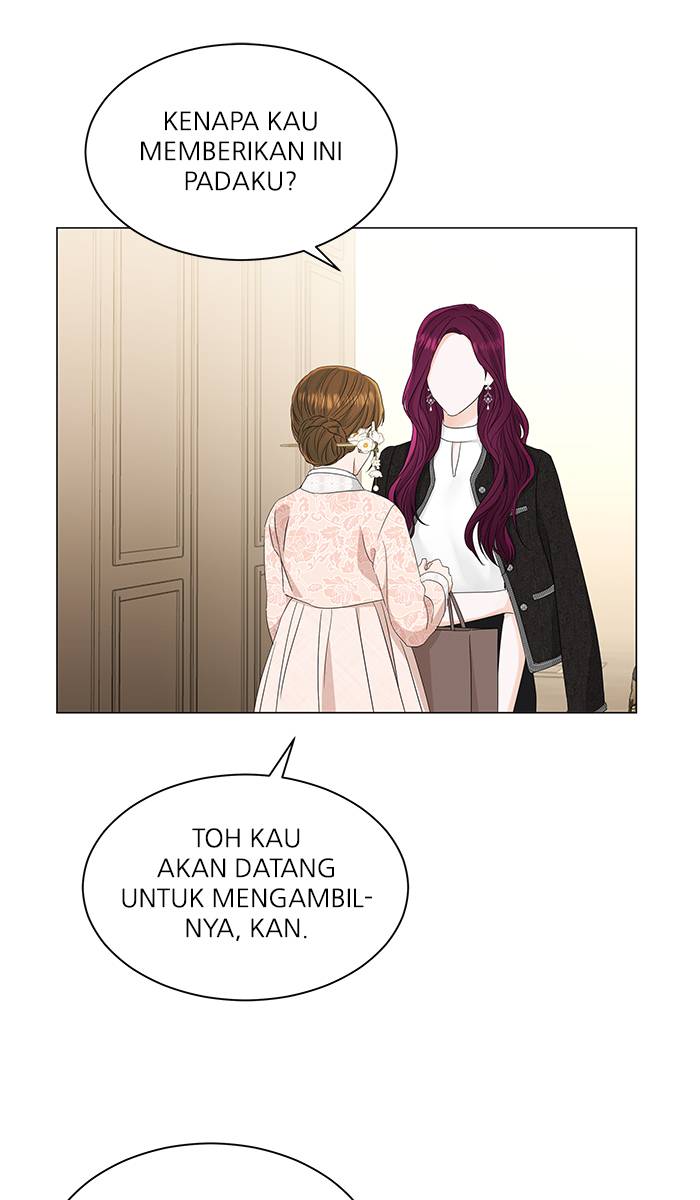 KENAPA KAU
MEMBERIKAN INI
PADAKU?
TOH KAU
AKAN DATANG
UNTUK MENGAMBIL-
NYA, KAN.